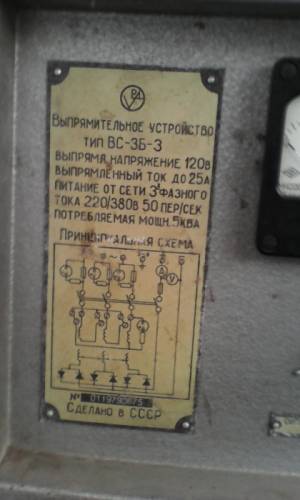 Выпрямительное устройство
тип ВС-3Б-3
выпрямл. напряжение 120в
выпрямленный ток до 25А
питание от сети 3х фазного
тока 220/380в 50 пер/сек
потребляемая мощн. 5ква
Принципиальная схема
А
V
Сделано в СССР